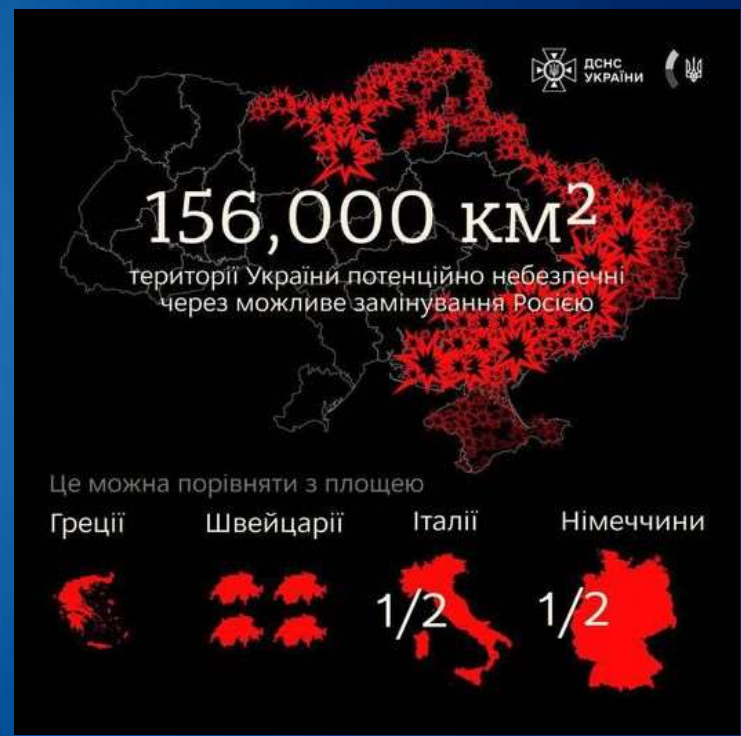 ДСНС
УКРАЇНИ
156,000 км²
території України потенційно небезпечні
через можливе замінування Росією
Це можна порівняти з площею
Греції Швейцарії Італії Німеччини
1/2 1/2